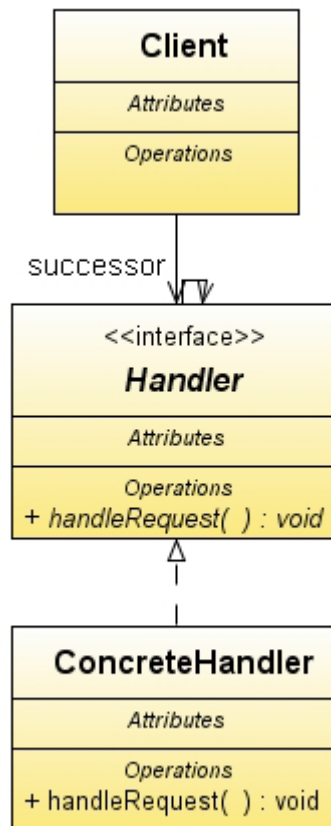 Client
Attributes
Operations
successor
<<interface>>
Handler
Attributes
Operations
+ handleRequest( ) : void
ConcreteHandler
Attributes
Operations
+ handleRequest( ) : void